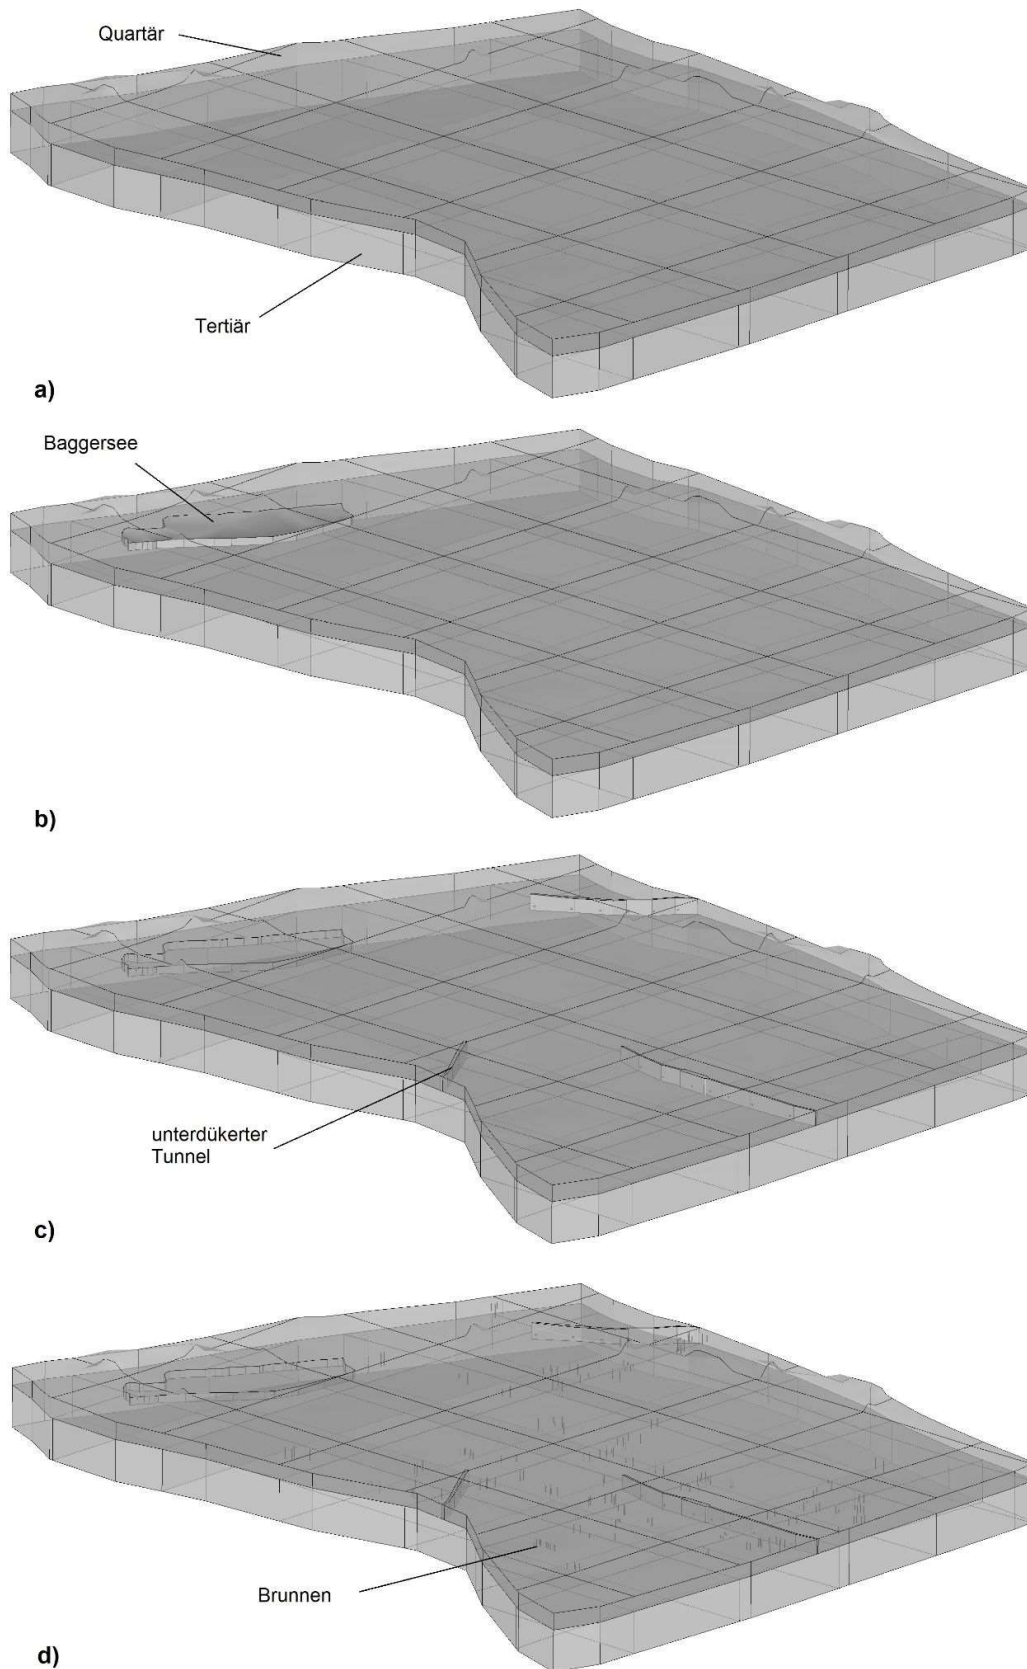 Quartär
Tertiär
a)
Baggersee
b)
unterdükerter
Tunnel
c)
Brunnen
d)